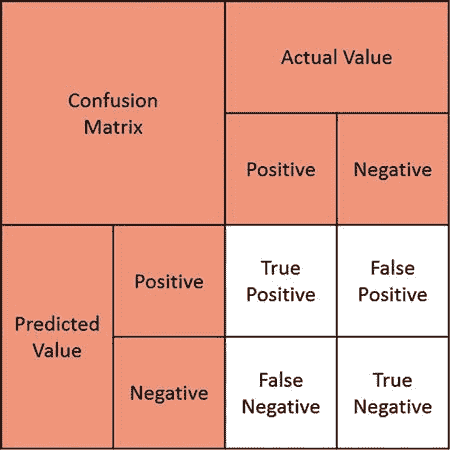 Confusion
Matrix
Actual Value
Positive
Negative
Predicted
Value
Positive
True
Positive
False
Positive
Negative
False
Negative
True
Negative